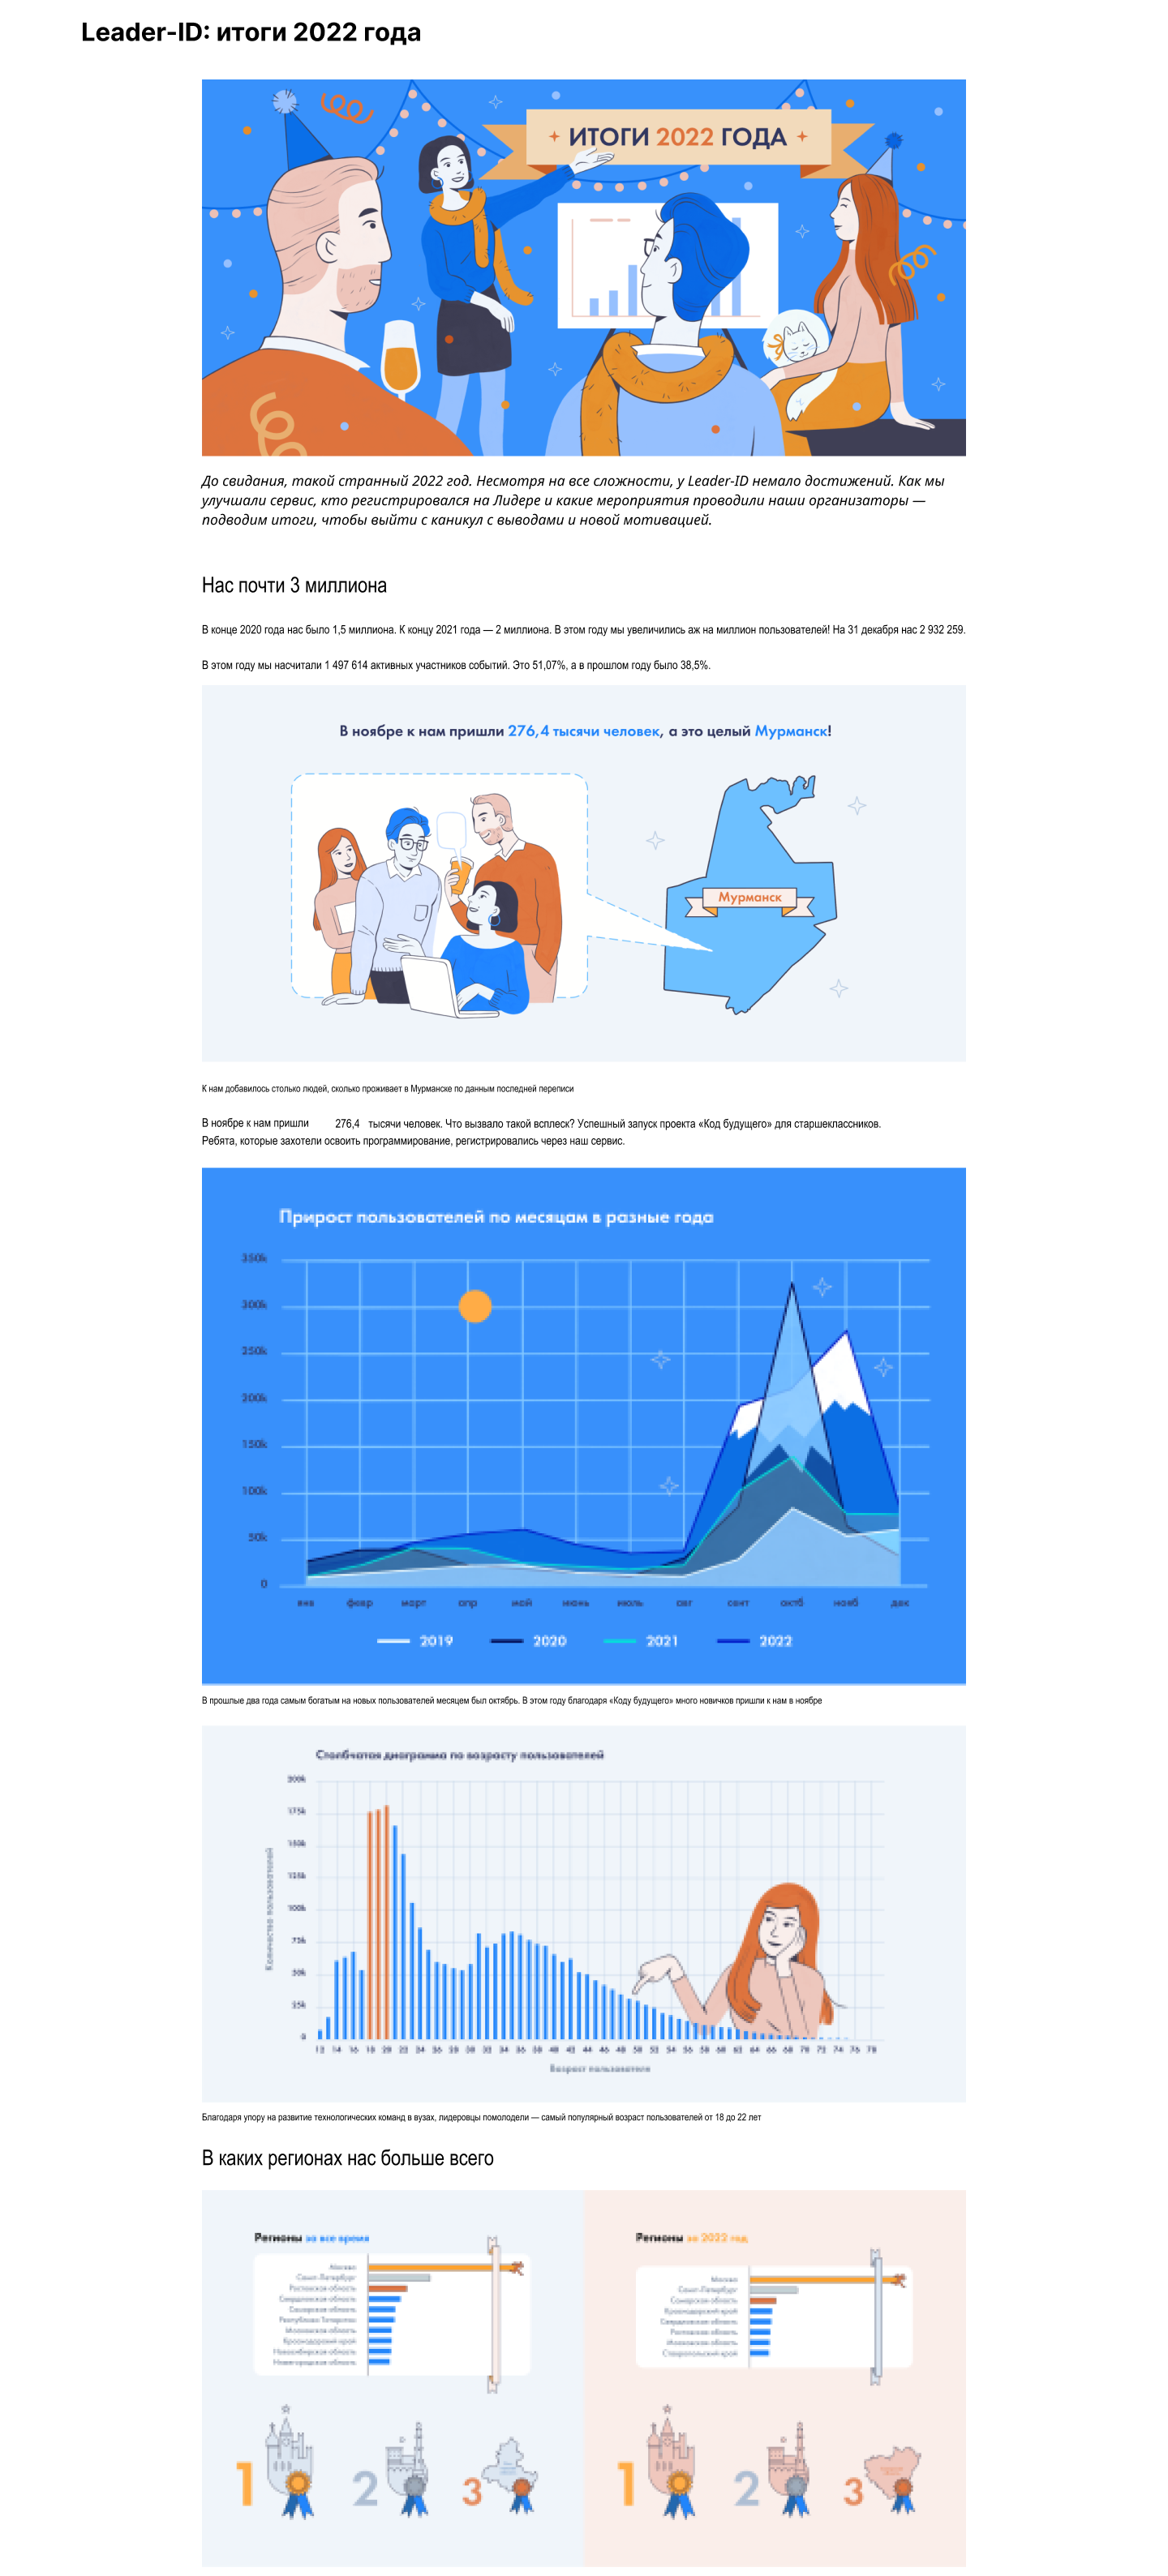 Leader-ID: итоги 2022 года
ИТОГИ 2022 ГОДА
До свидания, такой странный 2022 год. Несмотря на все сложности, у Leader-ID немало достижений. Как мы
улучшали сервис, кто регистрировался на Лидере и какие мероприятия проводили наши организаторы —
подводим итоги, чтобы выйти с каникул с выводами и новой мотивацией.
Нас почти 3 миллиона
В конце 2020 года нас было 1,5 миллиона. К концу 2021 года — 2 миллиона. В этом году мы увеличились аж на миллион пользователей! На 31 декабря нас 2 932 259.
В этом году мы насчитали 1 497 614 активных участников событий. Это 51,07%, а в прошлом году было 38,5%.
В ноябре к нам пришли 276,4 тысячи человек, а это целый Мурманск!
Мурманск
К нам добавилось столько людей, сколько проживает в Мурманске по данным последней переписи
В ноябре к нам пришли 276,4 тысячи человек. Что вызвало такой всплеск? Успешный запуск проекта «Код будущего» для старшеклассников.
Ребята, которые захотели освоить программирование, регистрировались через наш сервис.
Прирост пользователей по месяцам в разные года
350k
300k
250k
200k
150k
100k
50k
0
янв февр март апр май июнь июль авг сент октб нояб дек
2019 2020 2021 2022
В прошлые два года самым богатым на новых пользователей месяцем был октябрь. В этом году благодаря «Коду будущего» много новичков пришли к нам в ноябре
Столбчатая диаграмма по возрасту пользователей
200k
175k
150k
125k
100k
75k
50k
25k
0
Количество пользователей
12 14 16 18 20 22 24 26 28 30 32 34 36 38 40 42 44 46 48 50 52 54 56 58 60 62 64 66 68 70 72 74 76 78
Возраст пользователя
Благодаря упору на развитие технологических команд в вузах, лидеровцы помолодели — самый популярный возраст пользователей от 18 до 22 лет
В каких регионах нас больше всего
Регионы за все время
Москва
Санкт-Петербург
Ростовская область
Свердловская область
Самарская область
Республика Татарстан
Московская область
Краснодарский край
Новосибирская область
Нижегородская область
1 2 3
Регионы за 2022 год
Москва
Санкт-Петербург
Самарская область
Краснодарский край
Свердловская область
Ростовская область
Московская область
Ставропольский край
1 2 3